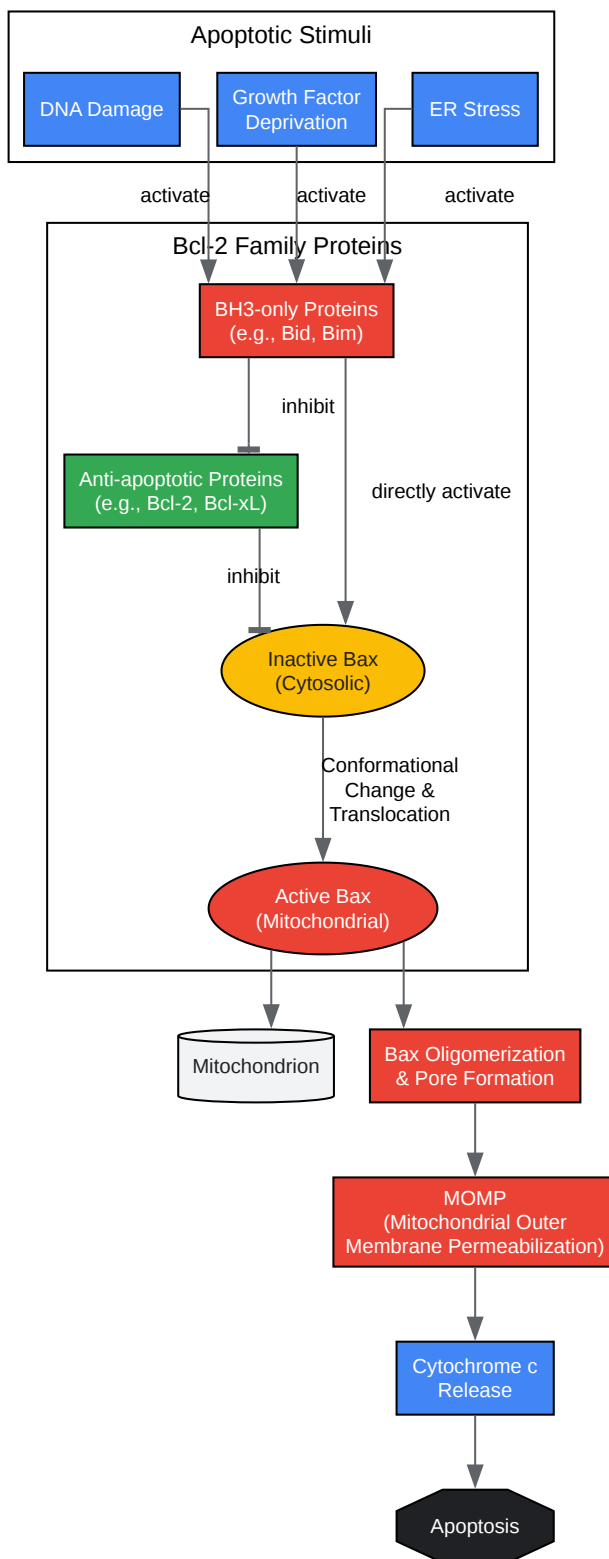 Apoptotic Stimuli
DNA Damage
Growth Factor
Deprivation
ER Stress
activate
activate
activate
Bcl-2 Family Proteins
BH3-only Proteins
(e.g., Bid, Bim)
inhibit
Anti-apoptotic Proteins
(e.g., Bcl-2, Bcl-xL)
directly activate
inhibit
Inactive Bax
(Cytosolic)
Conformational
Change &
Translocation
Active Bax
(Mitochondrial)
Mitochondrion
Bax Oligomerization
& Pore Formation
MOMP
(Mitochondrial Outer
Membrane Permeabilization)
Cytochrome c
Release
Apoptosis